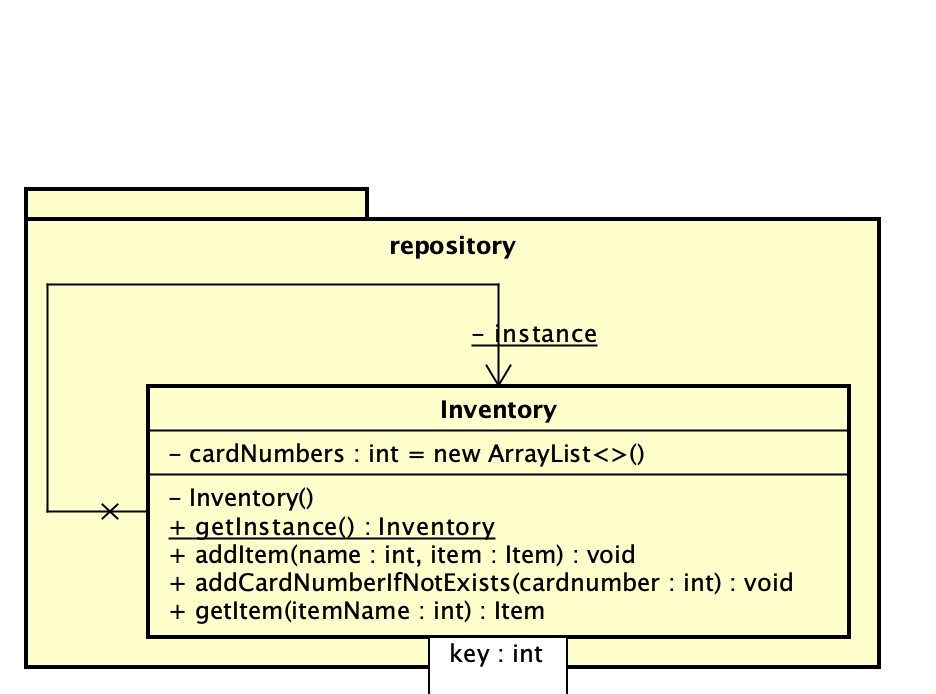 repository
- instance
Inventory
- cardNumbers : int = new ArrayList<>()
- Inventory()
+ getInstance() : Inventory
+ addItem(name : int, item : Item) : void
+ addCardNumberIfNotExists(cardnumber : int) : void
+ getItem(itemName : int) : Item
key : int